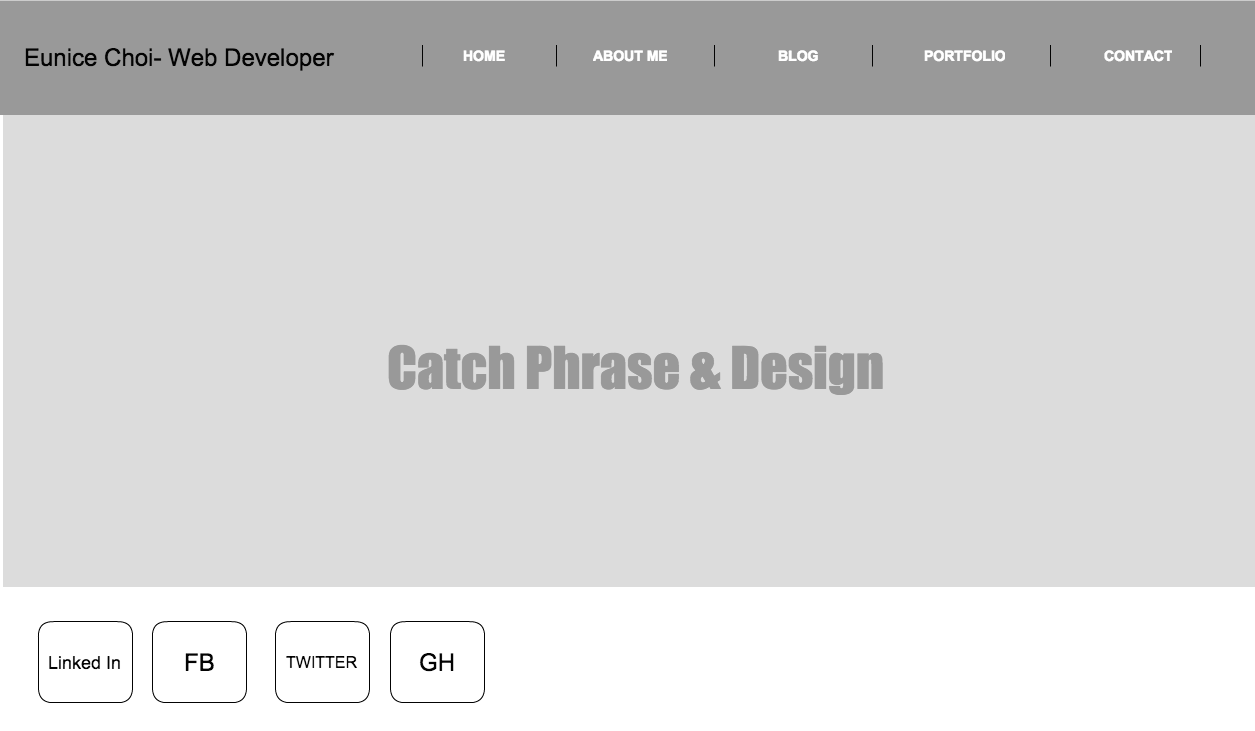 Eunice Choi- Web Developer
HOME
ABOUT ME
BLOG
PORTFOLIO
CONTACT
Catch Phrase & Design
Linked In
FB
TWITTER
GH